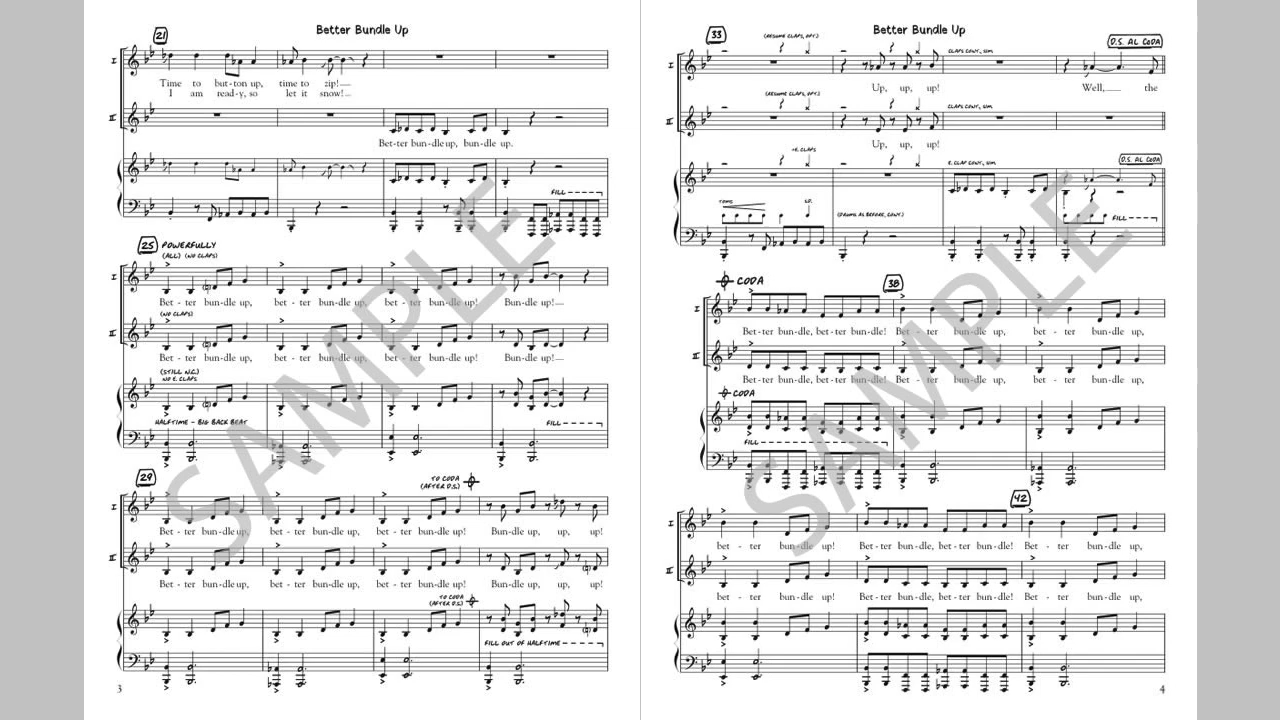 Better Bundle Up
21
I
Time to but-ton up, time to zip!
I am read-y, so let it snow!
II
Bet-ter bun-dle up, bun-dle up.
FILL
25 POWERFULLY
(ALL) (NO CLAPS)
I
Bet - ter bun-dle up, bet - ter bun-dle up, bet - ter bun-dle up! Bun-dle up!
(NO CLAPS)
II
Bet - ter bun-dle up, bet - ter bun-dle up, bet - ter bun-dle up! Bun-dle up!
(STILL N.C.)
NO E. CLAPS
HALFTIME - BIG BACK BEAT
FILL
29
TO CODA
(AFTER D.S.)
I
Bet - ter bun-dle up, bet - ter bun-dle up, bet - ter bun-dle up! Bun-dle up, up, up!
II
Bet - ter bun-dle up, bet - ter bun-dle up, bet - ter bun-dle up! Bun-dle up, up, up!
TO CODA
(AFTER D.S.)
FILL OUT OF HALFTIME
3
SAMPLE
Better Bundle Up
33
(RESUME CLAPS, OPT.)
CLAPS CONT., SIM
D.S. AL CODA
I
Up, up, up! Well, the
(RESUME CLAPS, OPT.)
CLAPS CONT., SIM
II
Up, up, up!
+E. CLAPS
E. CLAP CONT., SIM
D.S. AL CODA
TOMS
(DRUMS AS BEFORE, CONT.)
FILL
CODA
38
I
Bet-ter bun-dle, bet-ter bun-dle! Bet - ter bun-dle up, bet - ter bun-dle up,
II
Bet-ter bun-dle, bet-ter bun-dle! Bet - ter bun-dle up, bet - ter bun-dle up,
CODA
FILL
42
I
bet - ter bun-dle up! Bet-ter bun-dle, bet-ter bun-dle! Bet - ter bun-dle up,
II
bet - ter bun-dle up! Bet-ter bun-dle, bet-ter bun-dle! Bet - ter bun-dle up,
4
SAMPLE